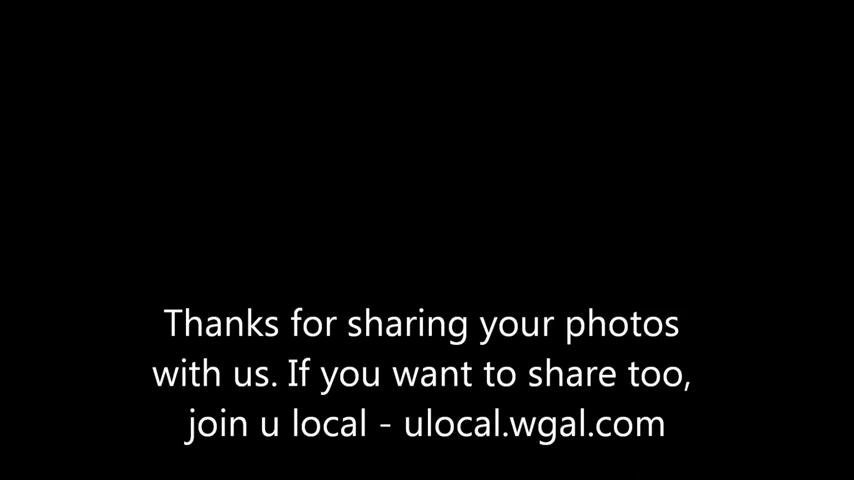 Thanks for sharing your photos
with us. If you want to share too,
join u local - ulocal.wgal.com